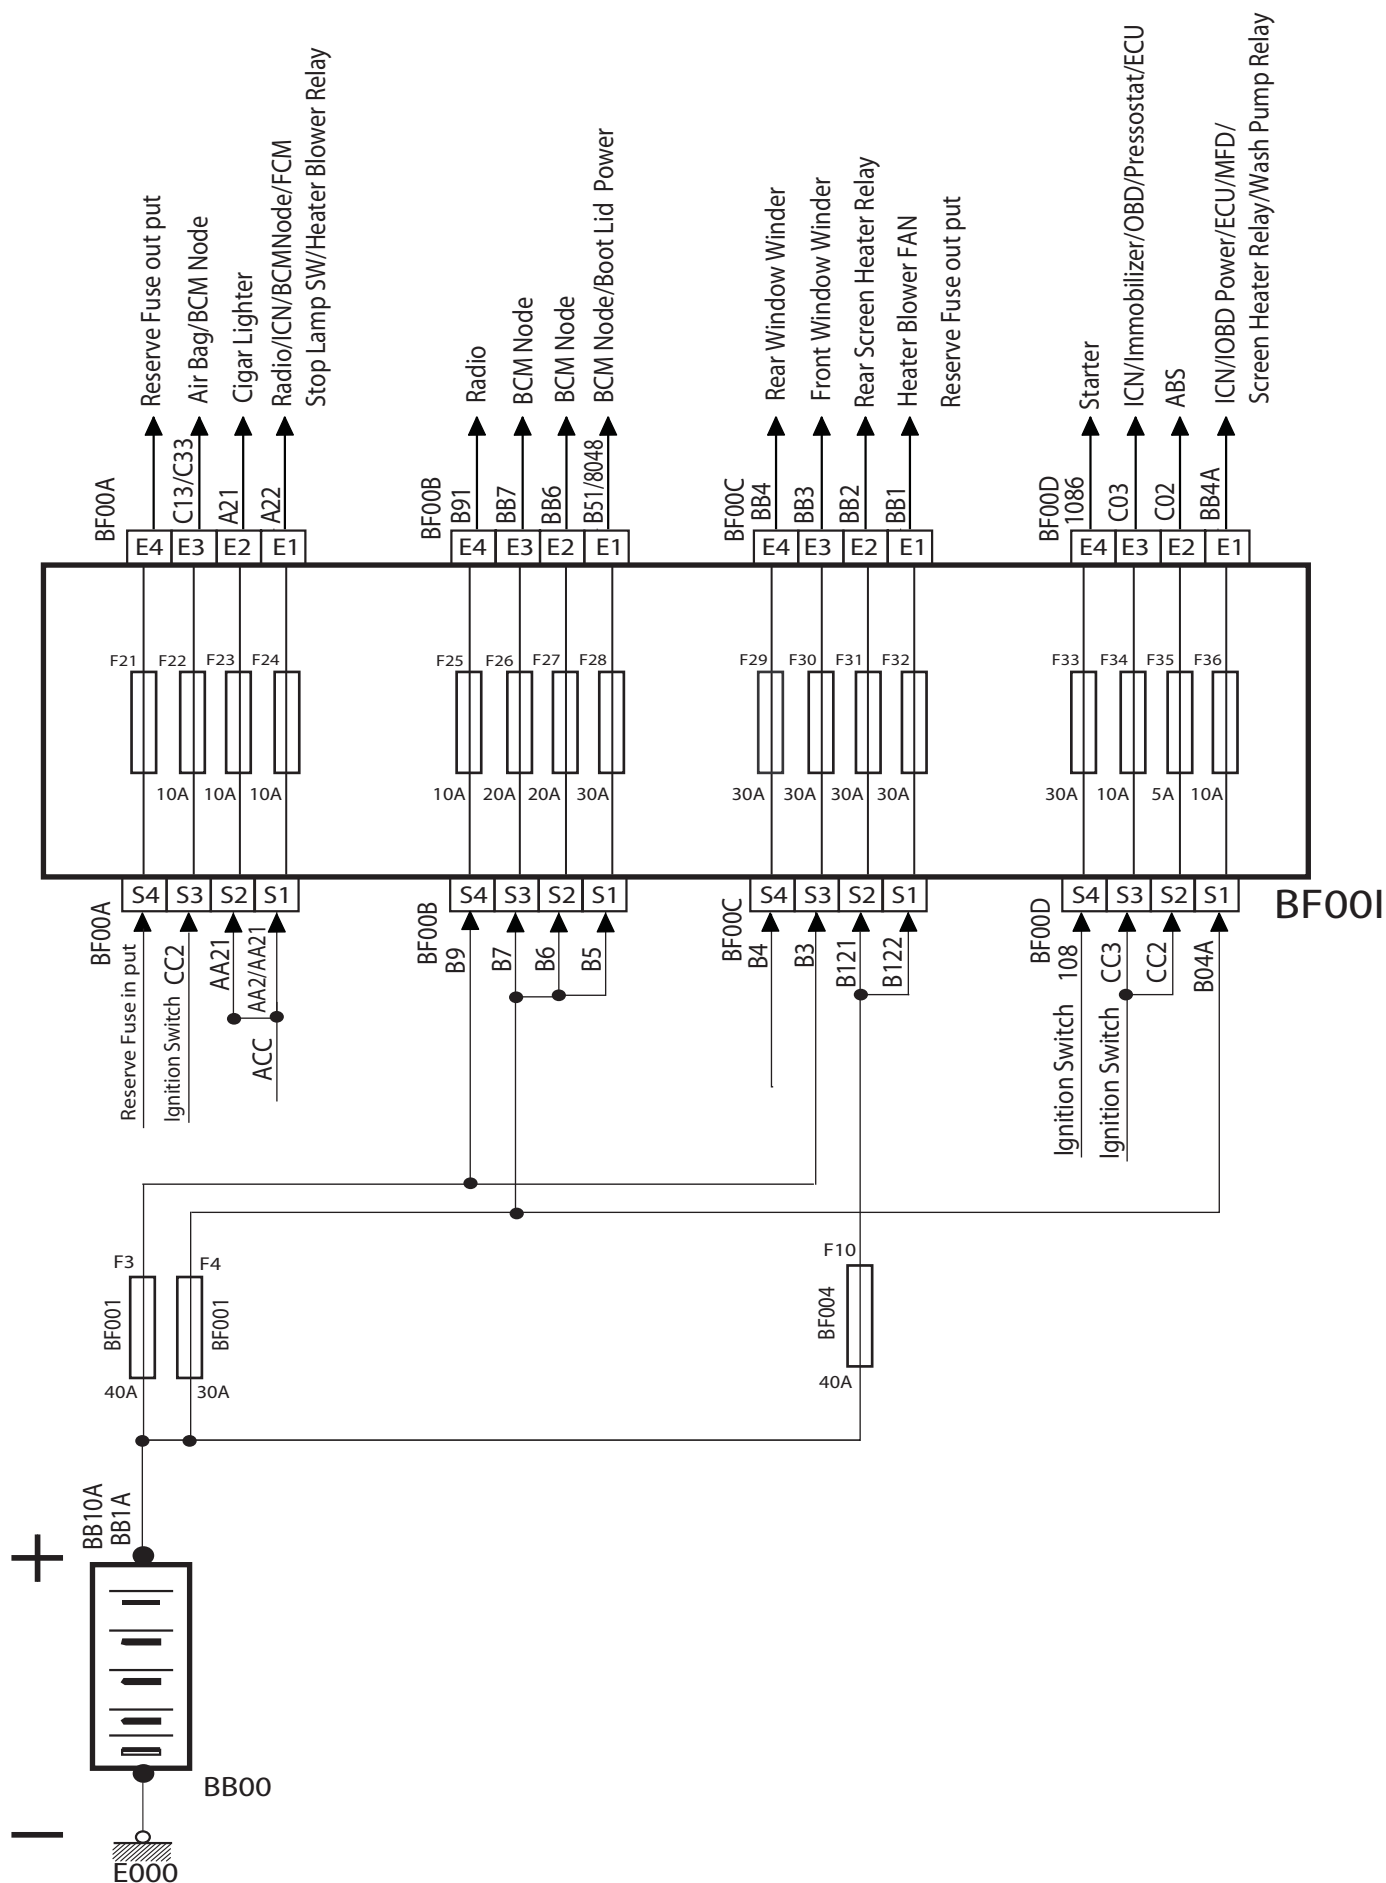 Reserve Fuse out put
Air Bag/BCM Node
Cigar Lighter
Radio/ICN/BCMNode/FCM
Stop Lamp SW/Heater Blower Relay
Radio
BCM Node
BCM Node
BCM Node/Boot Lid Power
Rear Window Winder
Front Window Winder
Rear Screen Heater Relay
Heater Blower FAN
Reserve Fuse out put
Starter
ICN/Immobilizer/OBD/Pressostat/ECU
ABS
ICN/IOBD Power/ECU/MFD/
Screen Heater Relay/Wash Pump Relay
BF00A
C13/C33
A21
A22
BF00B
B91
BB7
BB6
B51/8048
BF00C
BB4
BB3
BB2
BB1
BF00D
1086
C03
C02
BB4A
E4 E3 E2 E1
E4 E3 E2 E1
E4 E3 E2 E1
E4 E3 E2 E1
F21 F22 F23 F24
F25 F26 F27 F28
F29 F30 F31 F32
F33 F34 F35 F36
10A 10A 10A
10A 20A 20A 30A
30A 30A 30A 30A
30A 10A 5A 10A
S4 S3 S2 S1
S4 S3 S2 S1
S4 S3 S2 S1
S4 S3 S2 S1
BF00I
BF00A
Reserve Fuse in put
Ignition Switch CC2
AA21
AA2/AA21
ACC
BF00B
B9
B7
B6
B5
BF00C
B4
B3
B121
B122
BF00D
Ignition Switch 108
Ignition Switch CC3
CC2
B04A
F3
BF001
40A
F4
BF001
30A
F10
BF004
40A
BB10A
BB1A
+
BB00
−
E000